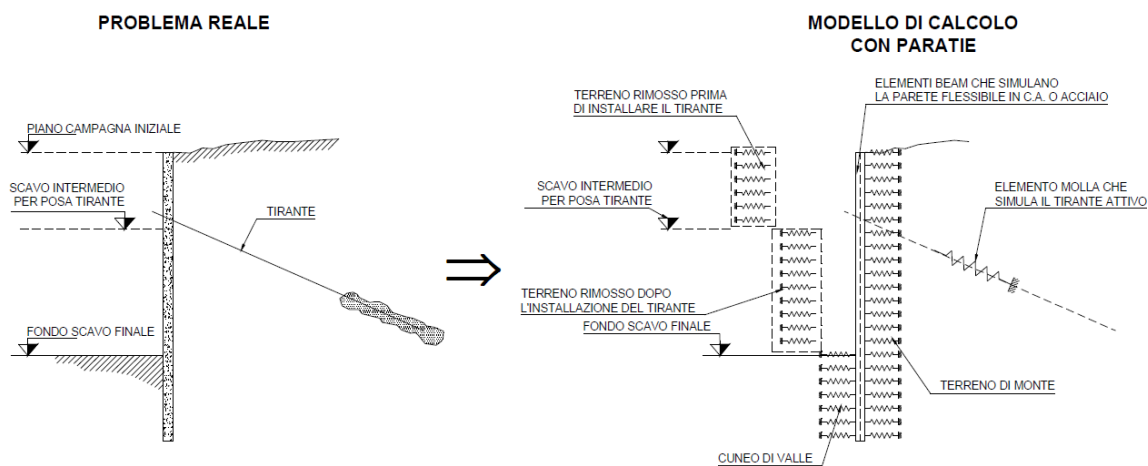 PROBLEMA REALE
PIANO CAMPAGNA INIZIALE
SCAVO INTERMEDIO
PER POSA TIRANTE
TIRANTE
FONDO SCAVO FINALE
MODELLO DI CALCOLO
CON PARATIE
ELEMENTI BEAM CHE SIMULANO
LA PARETE FLESSIBILE IN C.A. O ACCIAIO
TERRENO RIMOSSO PRIMA
DI INSTALLARE IL TIRANTE
SCAVO INTERMEDIO
PER POSA TIRANTE
ELEMENTO MOLLA CHE
SIMULA IL TIRANTE ATTIVO
TERRENO RIMOSSO DOPO
L'INSTALLAZIONE DEL TIRANTE
FONDO SCAVO FINALE
TERRENO DI MONTE
CUNEO DI VALLE